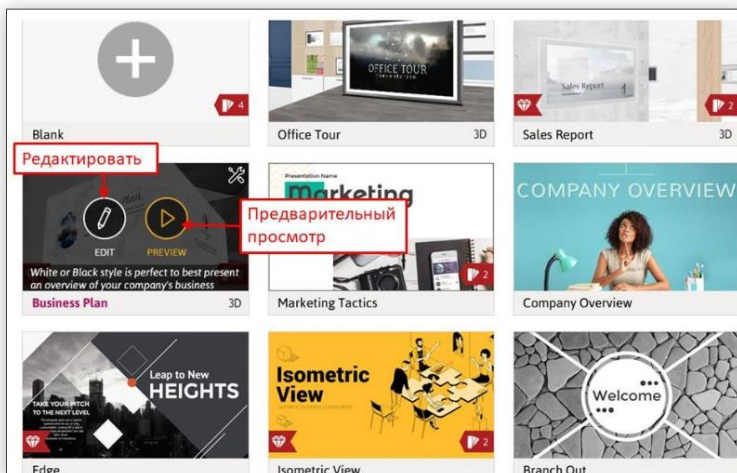 4
Blank
OFFICE TOUR
Office Tour
3D
Sales Report
2
Sales Report
3D
Редактировать
Plan
EDIT
PREVIEW
White or Black style is perfect to best present
an overview of your company's business
Business Plan
3D
Предварительный
просмотр
Presentation Name
Marketing
2
Marketing Tactics
COMPANY OVERVIEW
Company Overview
Leap to New
HEIGHTS
TAKE YOUR PITCH
TO THE NEXT LEVEL
Edge
Isometric
View
2
Isometric View
Welcome
Branch Out